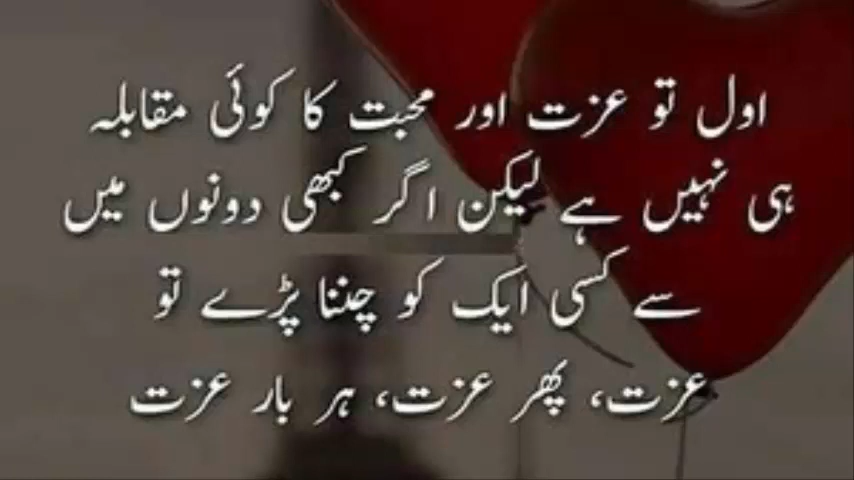 اول تو عزت اور محبت کا کوئی مقابلہ
ہی نہیں ہے لیکن اگر کبھی دونوں میں
سے کسی ایک کو چننا پڑے تو
عزت، پھر عزت، ہر بار عزت